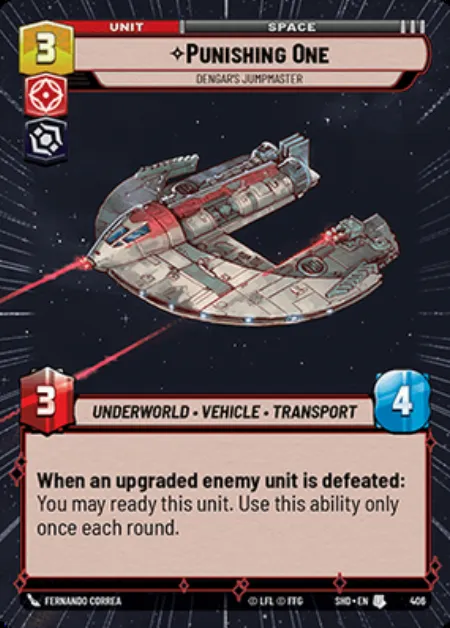 3
UNIT
SPACE
✧PUNISHING ONE
DENGAR'S JUMPMASTER
3
UNDERWORLD • VEHICLE • TRANSPORT
4
When an upgraded enemy unit is defeated:
You may ready this unit. Use this ability only
once each round.
FERNANDO CORREA
© LFL © FFG
SHD • EN
406